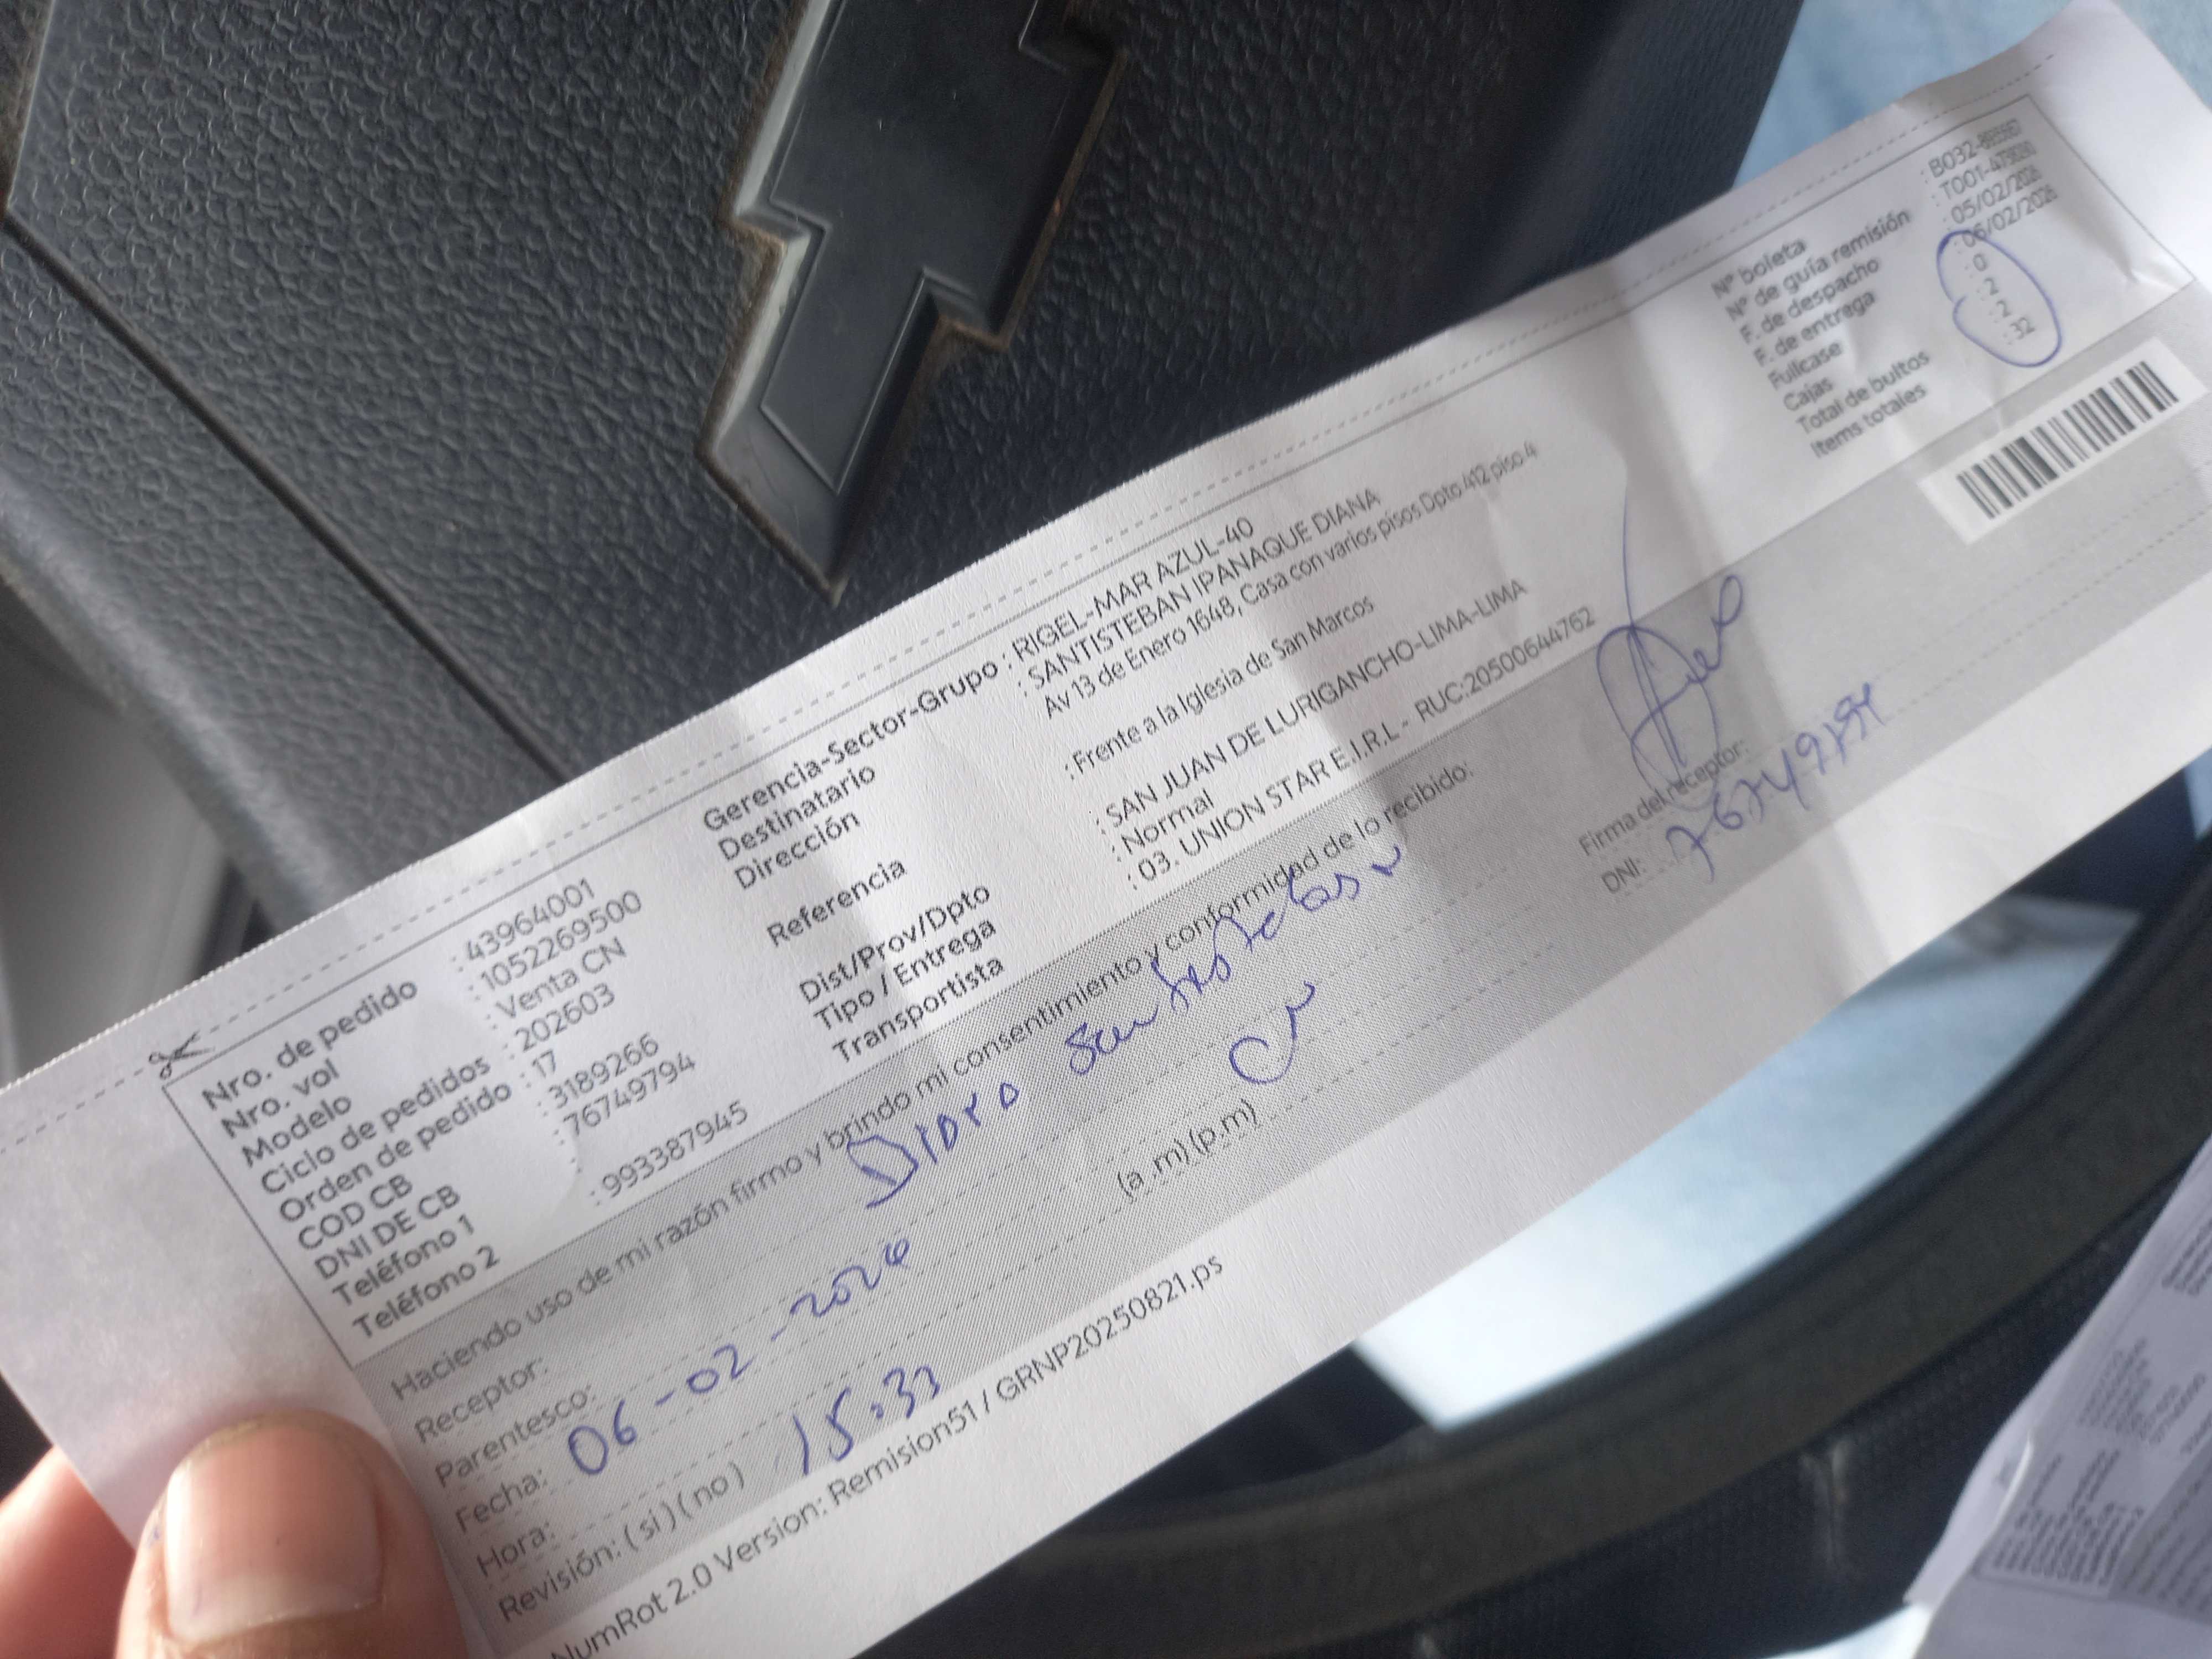 Nro. de pedido : 43964001
Nro. vol : 1052269500
Modelo : Venta CN
Ciclo de pedidos : 202603
Orden de pedido : 17
COD CB : 3189266
DNI DE CB : 76749794
Teléfono 1 :
Teléfono 2 : 993387945
Gerencia-Sector-Grupo : RIGEL-MAR AZUL-40
Destinatario : SANTISTEBAN IPANAQUE DIANA
Dirección Av 13 de Enero 1648, Casa con varios pisos Dpto.412 piso 4
Referencia : Frente a la Iglesia de San Marcos
Dist/Prov/Dpto : SAN JUAN DE LURIGANCHO-LIMA-LIMA
Tipo / Entrega : Normal
Transportista : 03. UNION STAR E.I.R.L - RUC:20500644762
Nº boleta : B032-
Nº de guía remisión : T001-
F. de despacho : 05/02/2026
F. de entrega : 06/02/2026
Fullcase : 0
Cajas : 2
Total de bultos : 2
Items totales : 32
Haciendo uso de mi razón firmo y brindo mi consentimiento y conformidad de lo recibido:
Receptor:
Parentesco:
Fecha: 06-02-2026
Hora: 15:33 (a .m) (p.m)
Revisión: ( si ) ( no )
Firma del receptor:
DNI: 76749794
NumRot 2.0 Version: Remision51 / GRNP20250821.ps